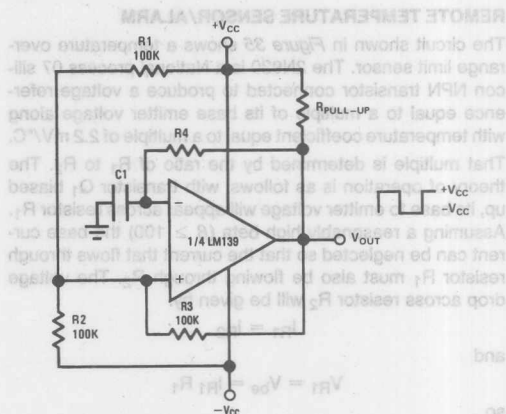 REMOTE TEMPERATURE SENSOR/ALARM
The circuit shown in Figure 35 shows a temperature over-
range limit sensor. The 2N930 is a National process 07 sili-
con NPN transistor connected to produce a voltage refer-
ence equal to a multiple of its base emitter voltage along
with temperature coefficient equal to a multiple of 2.2 mV/°C.
That multiple is determined by the ratio of R1 to R2. The
theory of operation is as follows: with transistor Q1 biased
up, its base to emitter voltage will appear across resistor R1.
Assuming a reasonably high beta (β ≥ 100) the base cur-
rent can be neglected so that the current that flows through
resistor R1 must also be flowing through R2. The voltage
drop across resistor R2 will be given by:
and
VR1 = Vbe = IR1 R1
so
+VCC
R1
100K
RPULL-UP
R4
C1
−
1/4 LM139
+
VOUT
+VCC
−VCC
R3
100K
R2
100K
−VCC